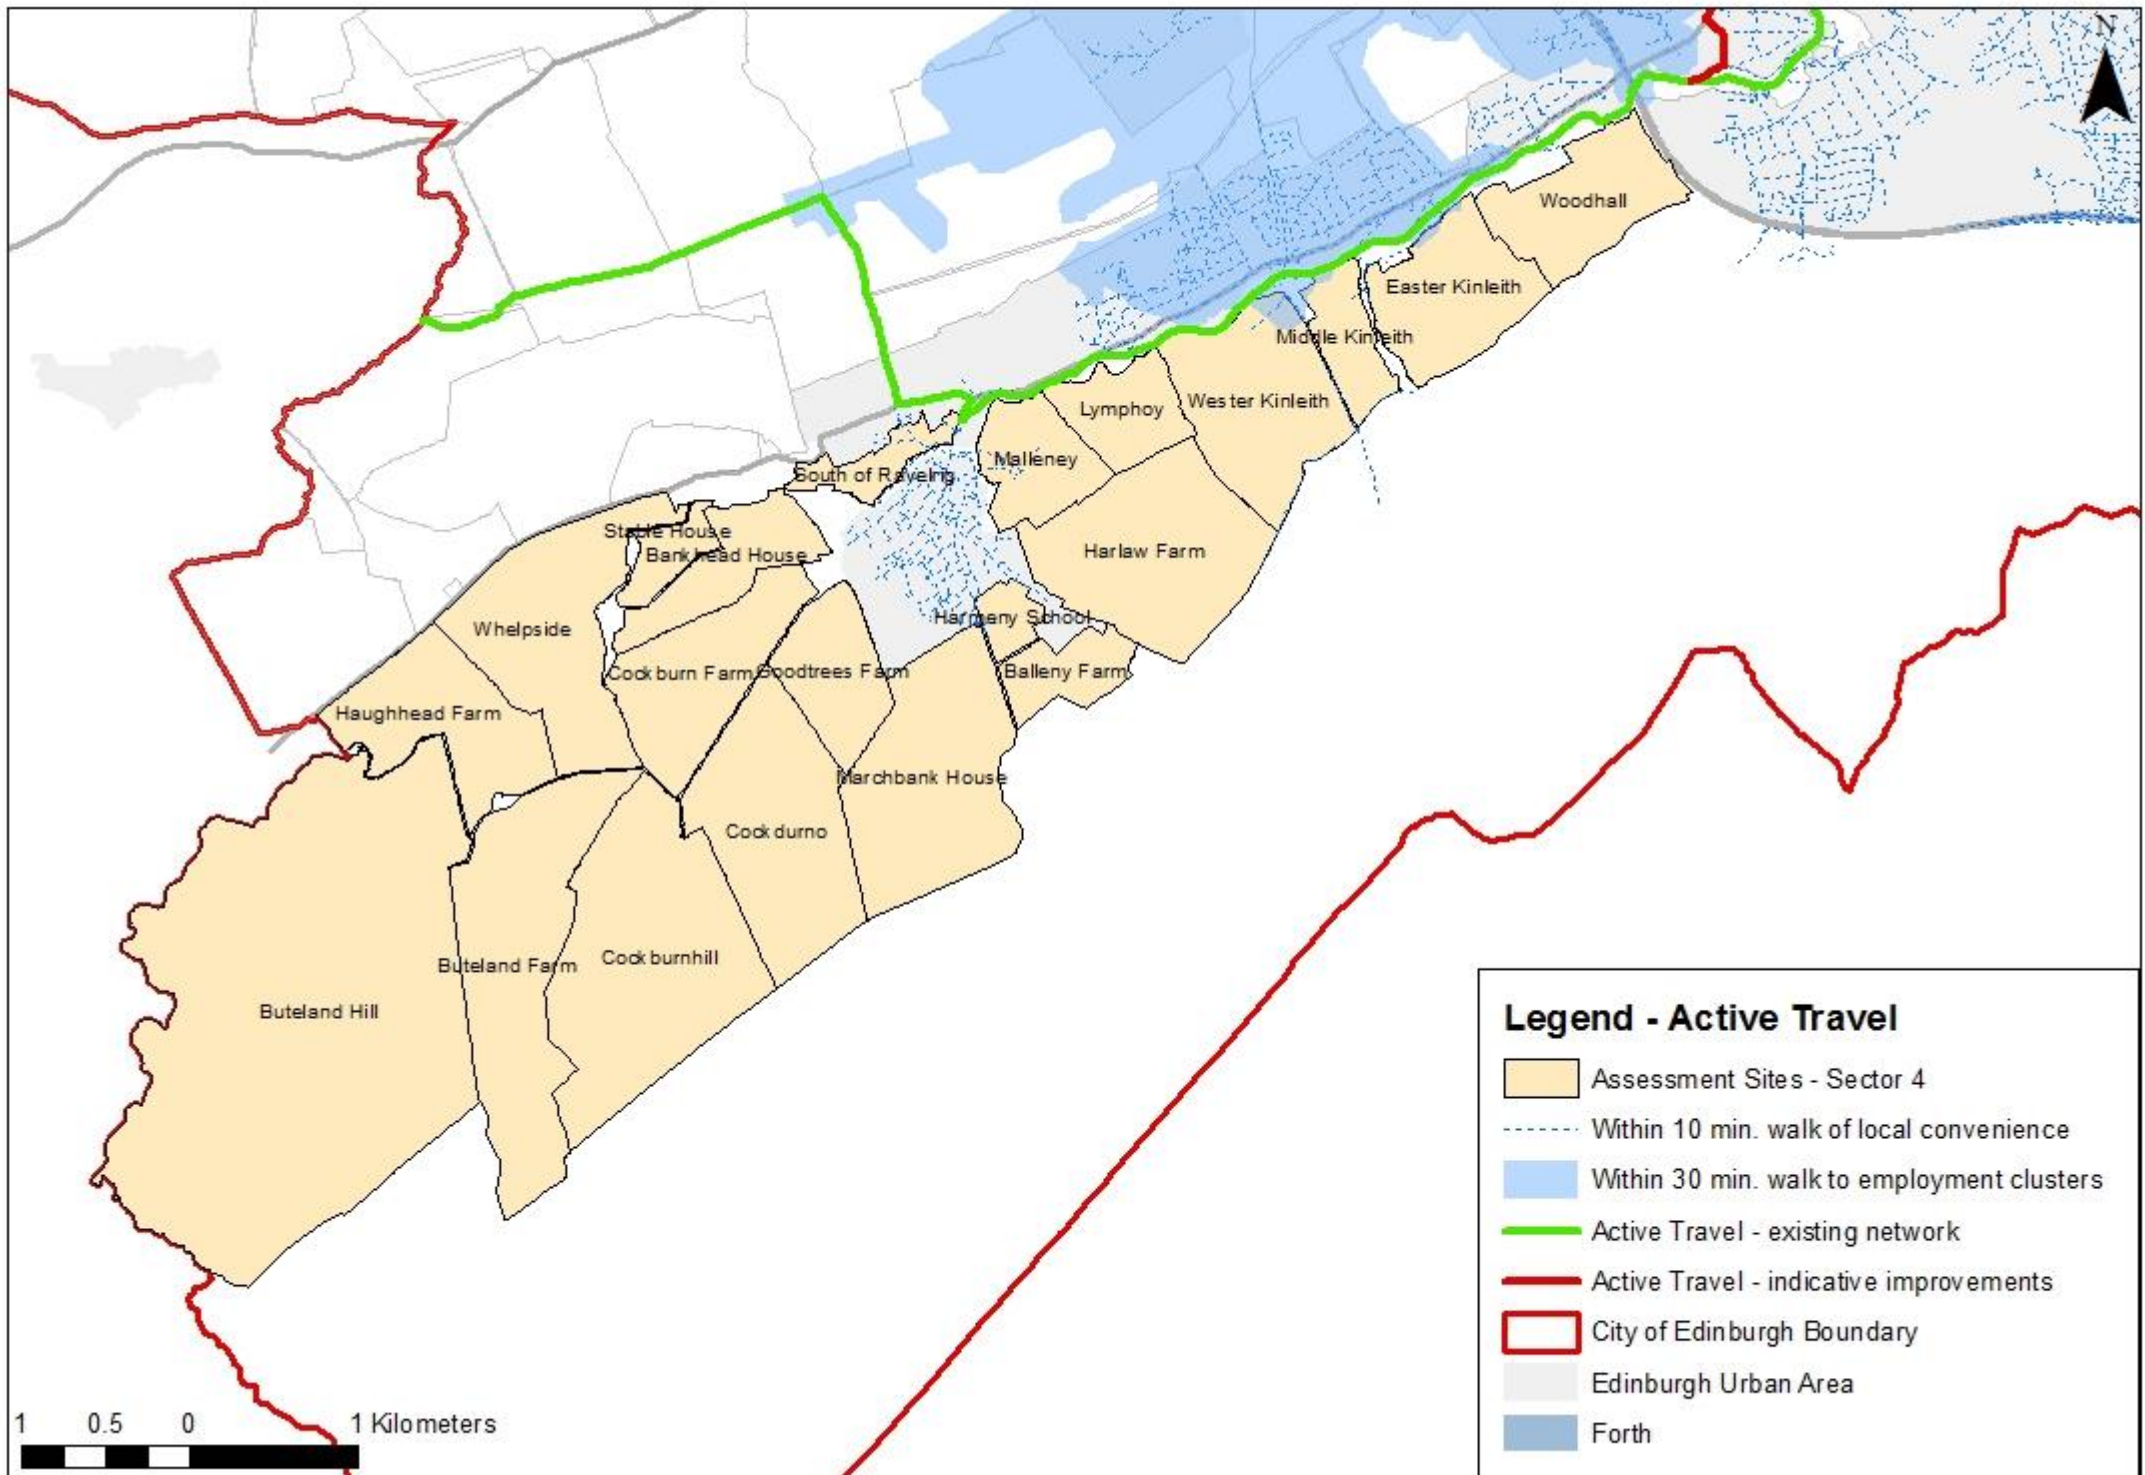 N
Woodhall
Easter Kinleith
Middle Kinleith
Wester Kinleith
Lymphoy
Malleney
South of Ravelrig
Stable House
Bankhead House
Harlaw Farm
Harmeny School
Whelpside
Cockburn Farm
Goodtrees Farm
Balleny Farm
Haughhead Farm
Marchbank House
Cockdurno
Buteland Farm
Cockburnhill
Buteland Hill
Legend - Active Travel
Assessment Sites - Sector 4
Within 10 min. walk of local convenience
Within 30 min. walk to employment clusters
Active Travel - existing network
Active Travel - indicative improvements
City of Edinburgh Boundary
Edinburgh Urban Area
Forth
1 0.5 0 1 Kilometers